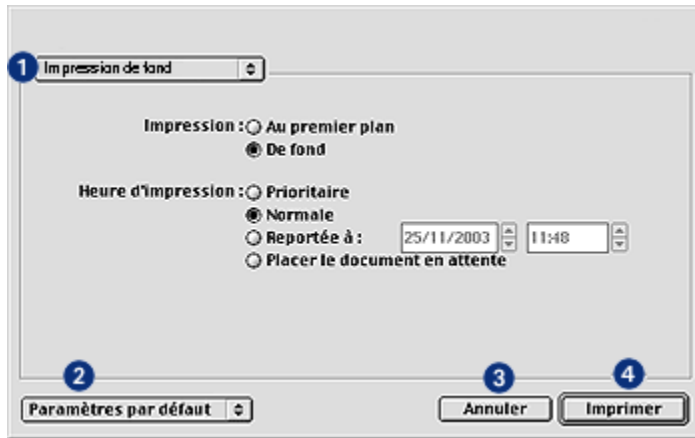 1 Impression de fond
Impression : Au premier plan
De fond
Heure d'impression : Prioritaire
Normale
Reportée à : 25/11/2003 11:48
Placer le document en attente
2 3 4
Paramètres par défaut Annuler Imprimer